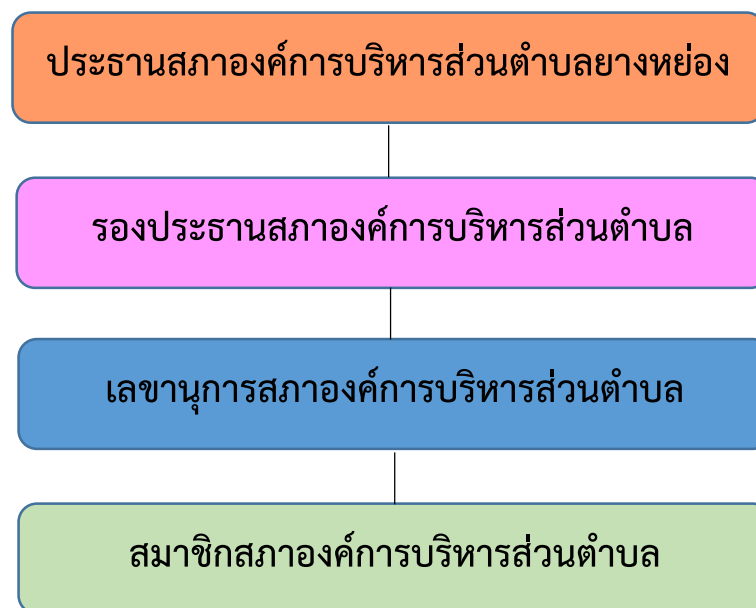 ประธานสภาองค์การบริหารส่วนตำบลยางหย่อง
รองประธานสภาองค์การบริหารส่วนตำบล
เลขานุการสภาองค์การบริหารส่วนตำบล
สมาชิกสภาองค์การบริหารส่วนตำบล